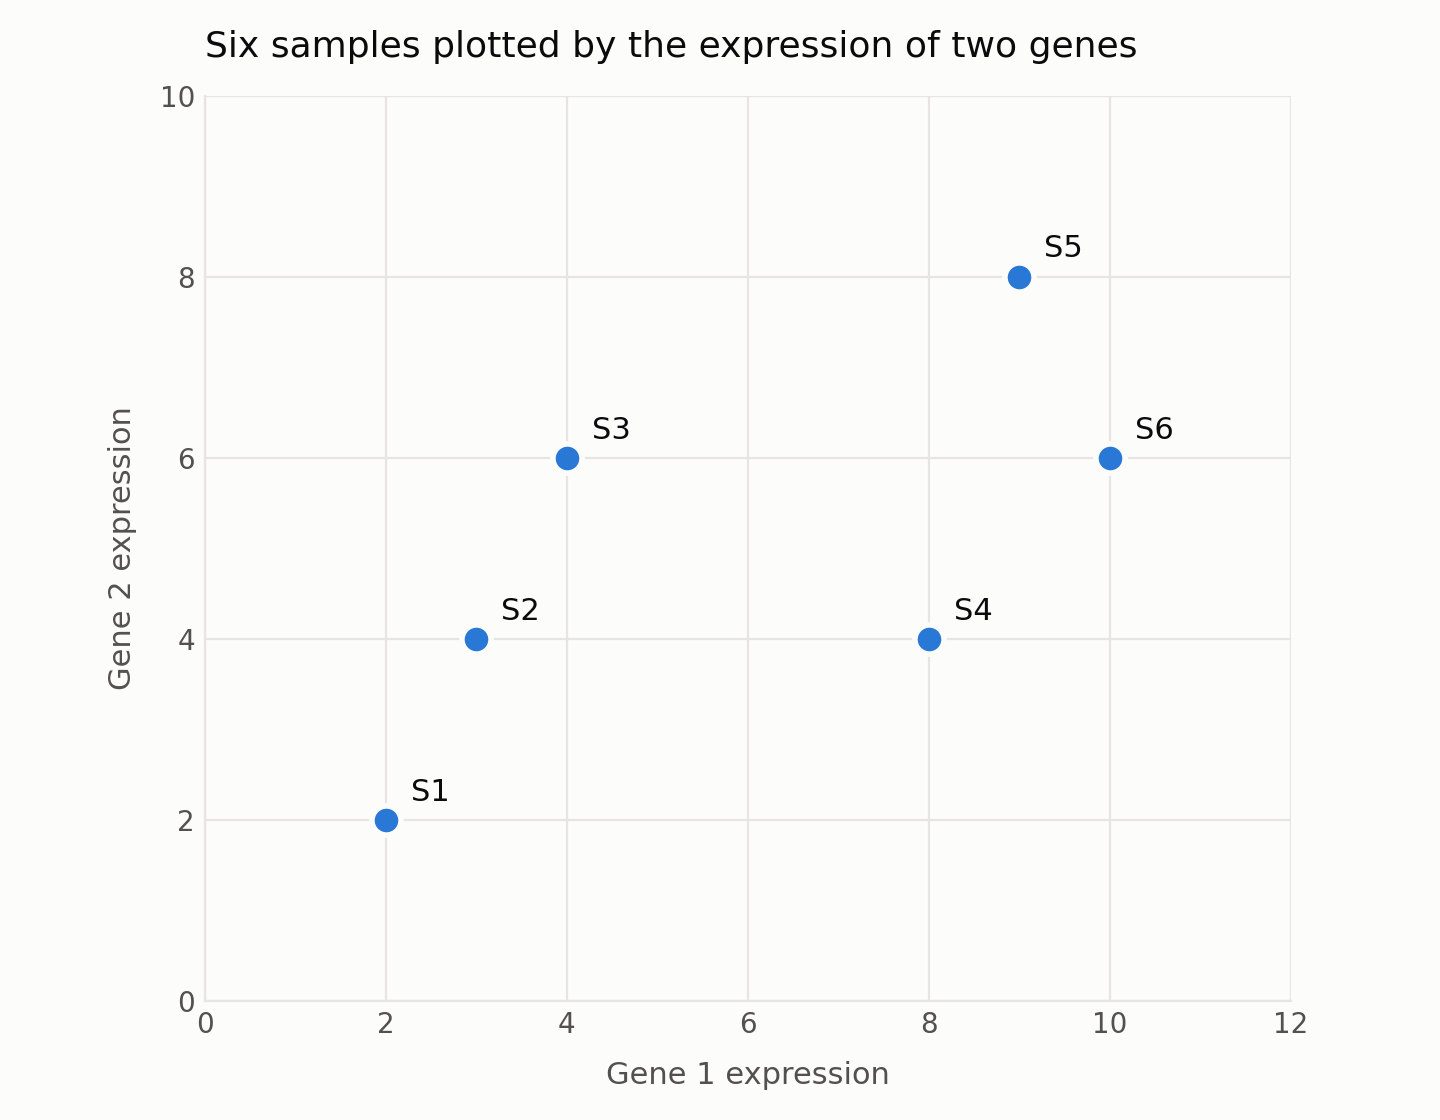 Six samples plotted by the expression of two genes
10
8
6
4
2
0
Gene 2 expression
S5
S3
S6
S2
S4
S1
0 2 4 6 8 10 12
Gene 1 expression